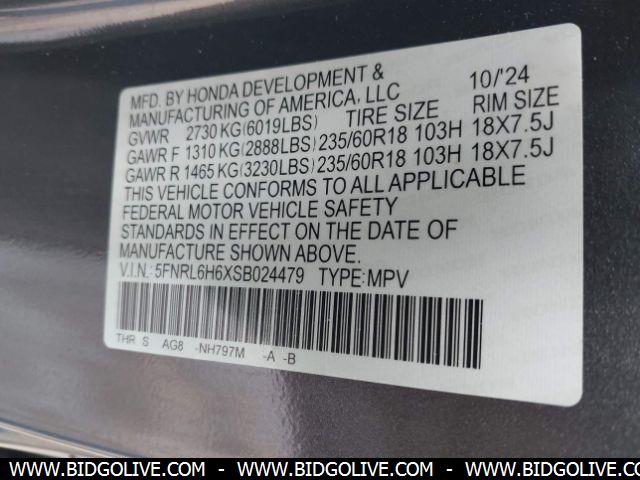 MFD. BY HONDA DEVELOPMENT & 10/'24
MANUFACTURING OF AMERICA, LLC
GVWR 2730 KG(6019LBS) TIRE SIZE RIM SIZE
GAWR F 1310 KG(2888LBS) 235/60R18 103H 18X7.5J
GAWR R 1465 KG(3230LBS) 235/60R18 103H 18X7.5J
THIS VEHICLE CONFORMS TO ALL APPLICABLE
FEDERAL MOTOR VEHICLE SAFETY
STANDARDS IN EFFECT ON THE DATE OF
MANUFACTURE SHOWN ABOVE.
V.I.N.: 5FNRL6H6XSB024479 TYPE:MPV
THR S AG8 -NH797M -A -B
WWW.BIDGOLIVE.COM - WWW.BIDGOLIVE.COM - WWW.BIDGOLIVE.COM